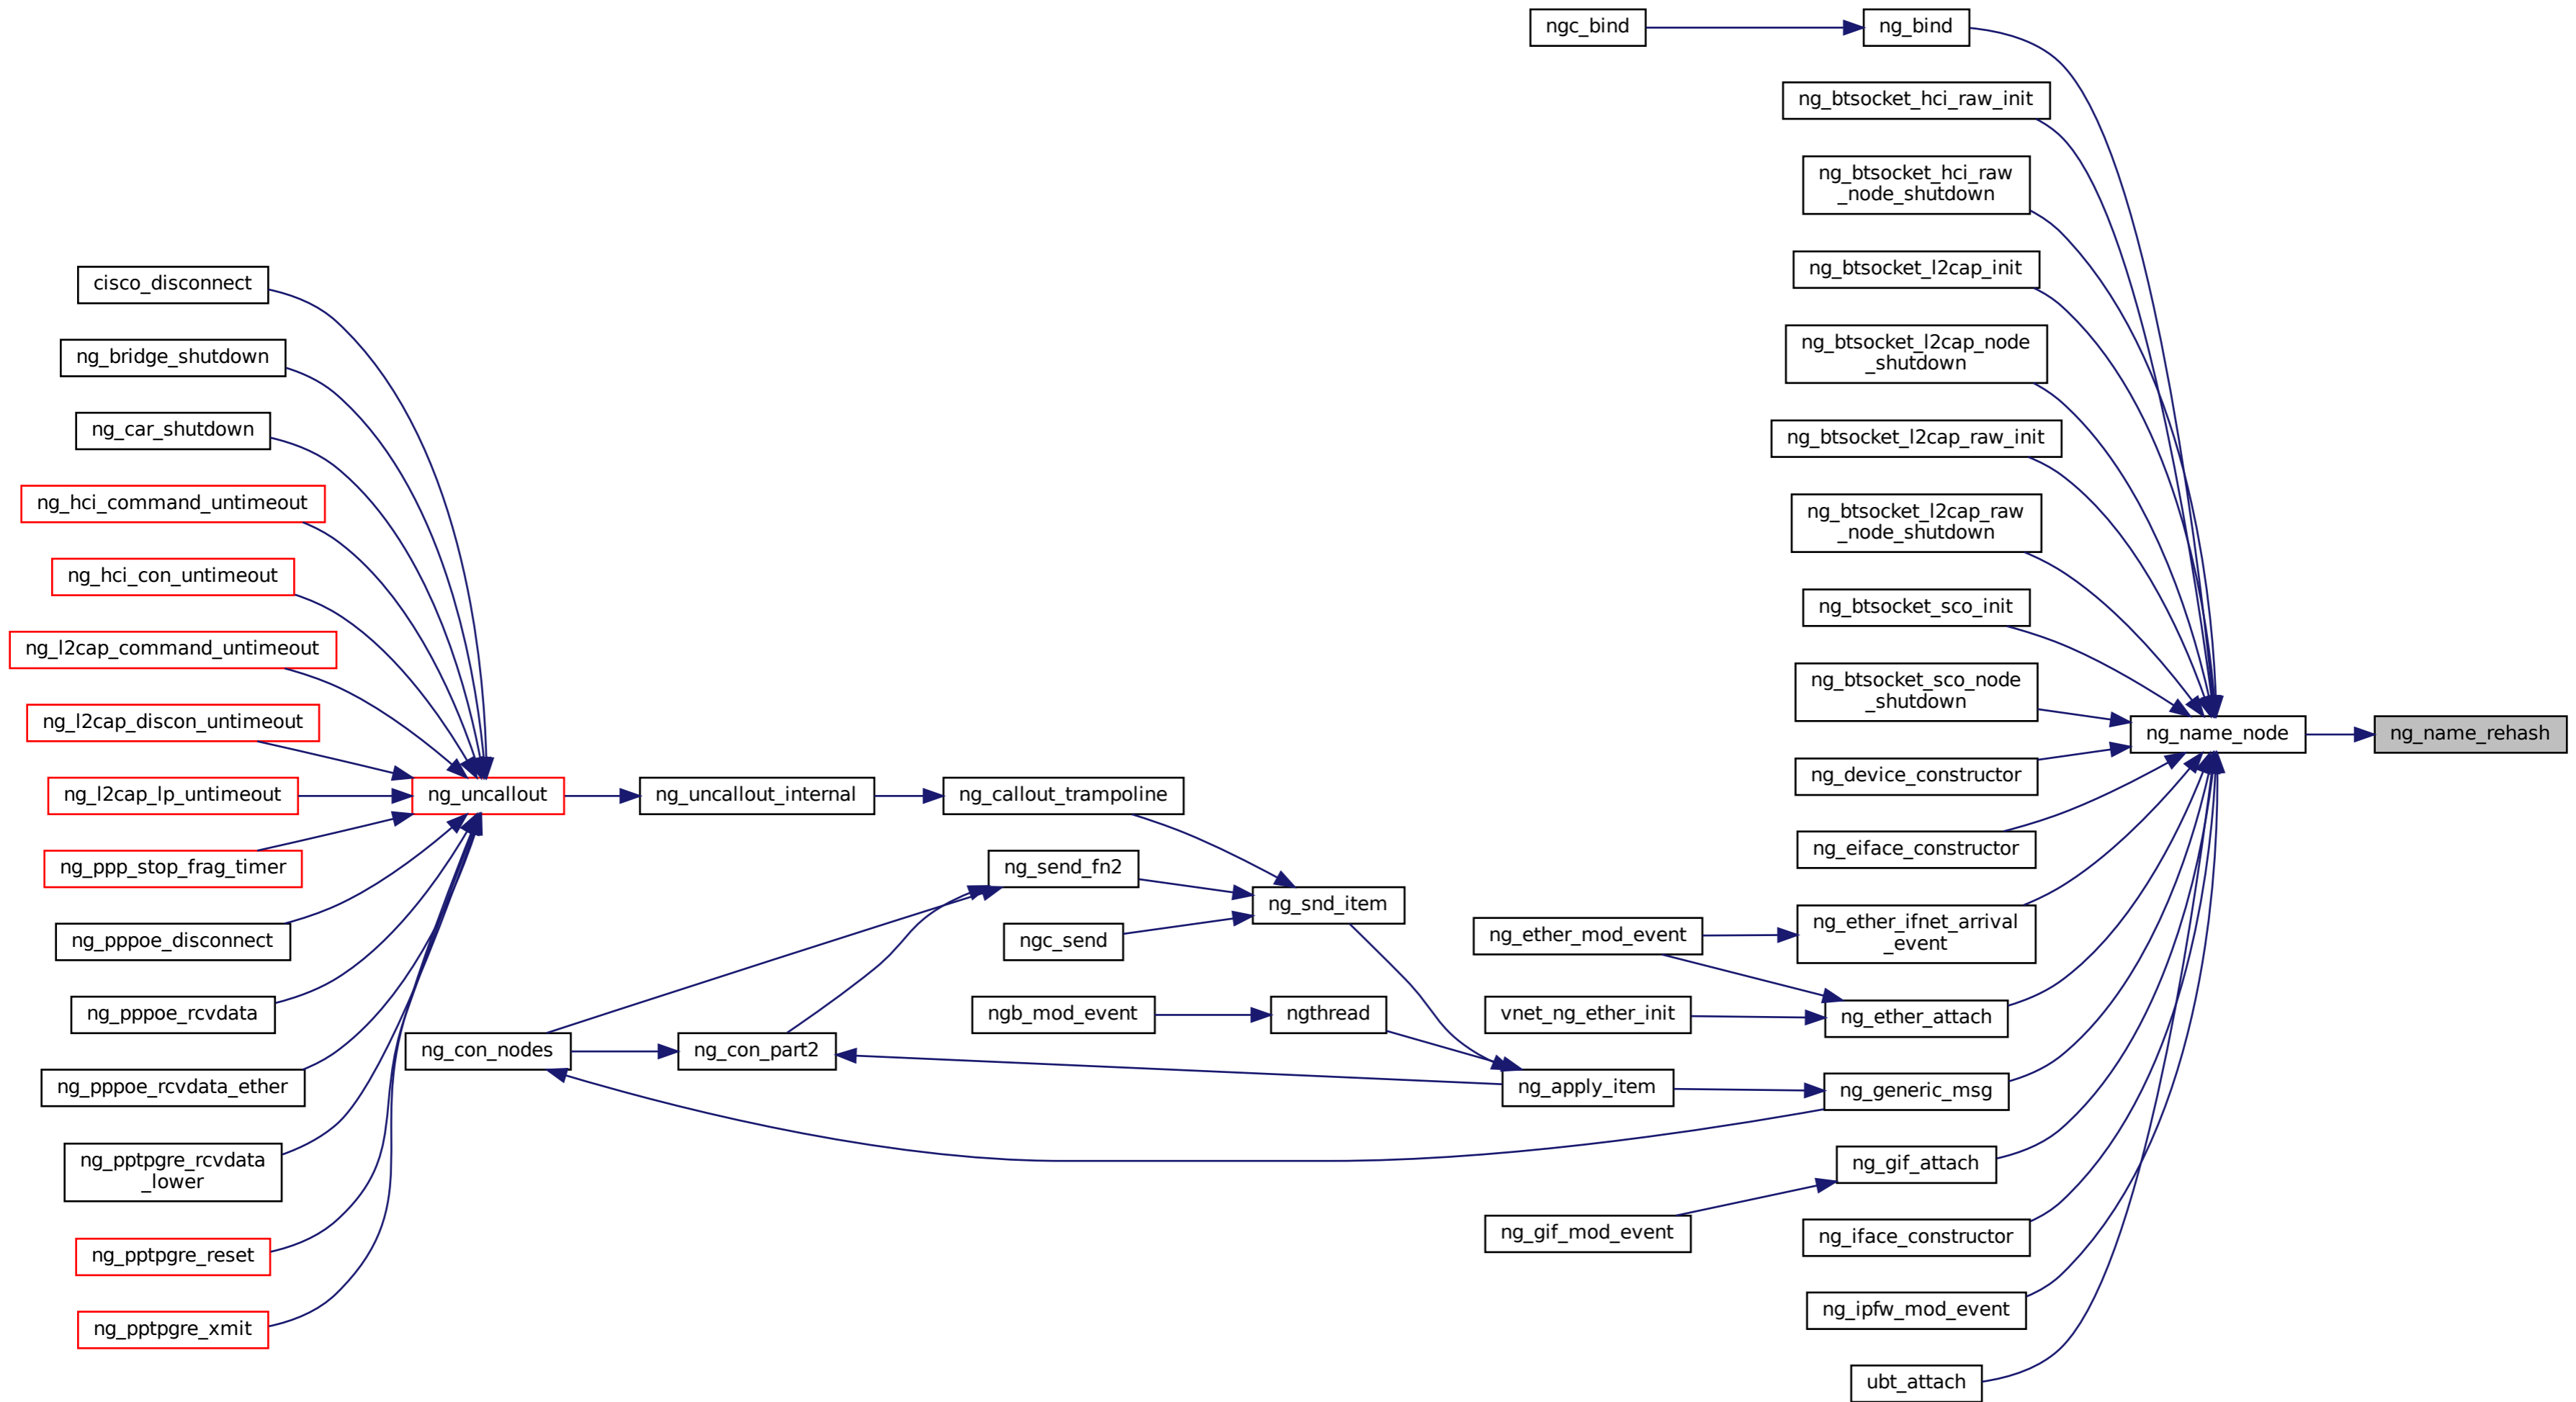 ngc_bind
ng_bind
ng_btsocket_hci_raw_init
ng_btsocket_hci_raw
_node_shutdown
ng_btsocket_l2cap_init
ng_btsocket_l2cap_node
_shutdown
ng_btsocket_l2cap_raw_init
ng_btsocket_l2cap_raw
_node_shutdown
ng_btsocket_sco_init
ng_btsocket_sco_node
_shutdown
ng_name_node
ng_name_rehash
ng_device_constructor
ng_eiface_constructor
ng_ether_ifnet_arrival
_event
ng_ether_mod_event
ng_ether_attach
vnet_ng_ether_init
ng_generic_msg
ng_apply_item
ng_gif_attach
ng_gif_mod_event
ng_iface_constructor
ng_ipfw_mod_event
ubt_attach
cisco_disconnect
ng_bridge_shutdown
ng_car_shutdown
ng_hci_command_untimeout
ng_hci_con_untimeout
ng_l2cap_command_untimeout
ng_l2cap_discon_untimeout
ng_l2cap_lp_untimeout
ng_uncallout
ng_uncallout_internal
ng_callout_trampoline
ng_ppp_stop_frag_timer
ng_send_fn2
ng_snd_item
ngc_send
ng_pppoe_disconnect
ng_pppoe_rcvdata
ngb_mod_event
ngthread
ng_con_nodes
ng_con_part2
ng_pppoe_rcvdata_ether
ng_pptpgre_rcvdata
_lower
ng_pptpgre_reset
ng_pptpgre_xmit